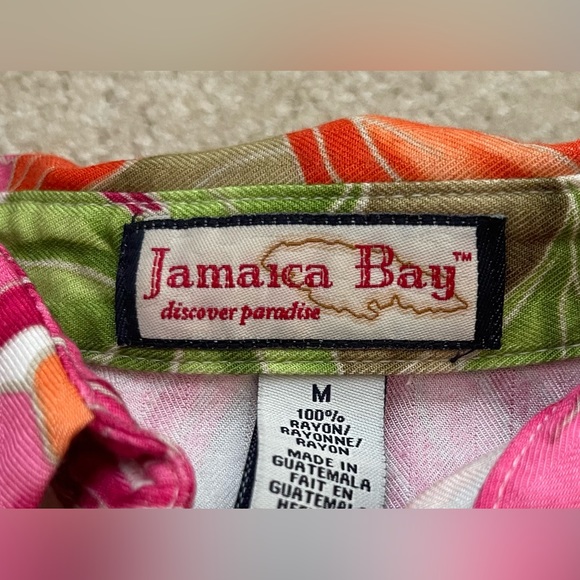 Jamaica Bay™
discover paradise
M
100%
RAYON/
RAYONNE/
RAYON
MADE IN
GUATEMALA
FAIT EN
GUATEMALA